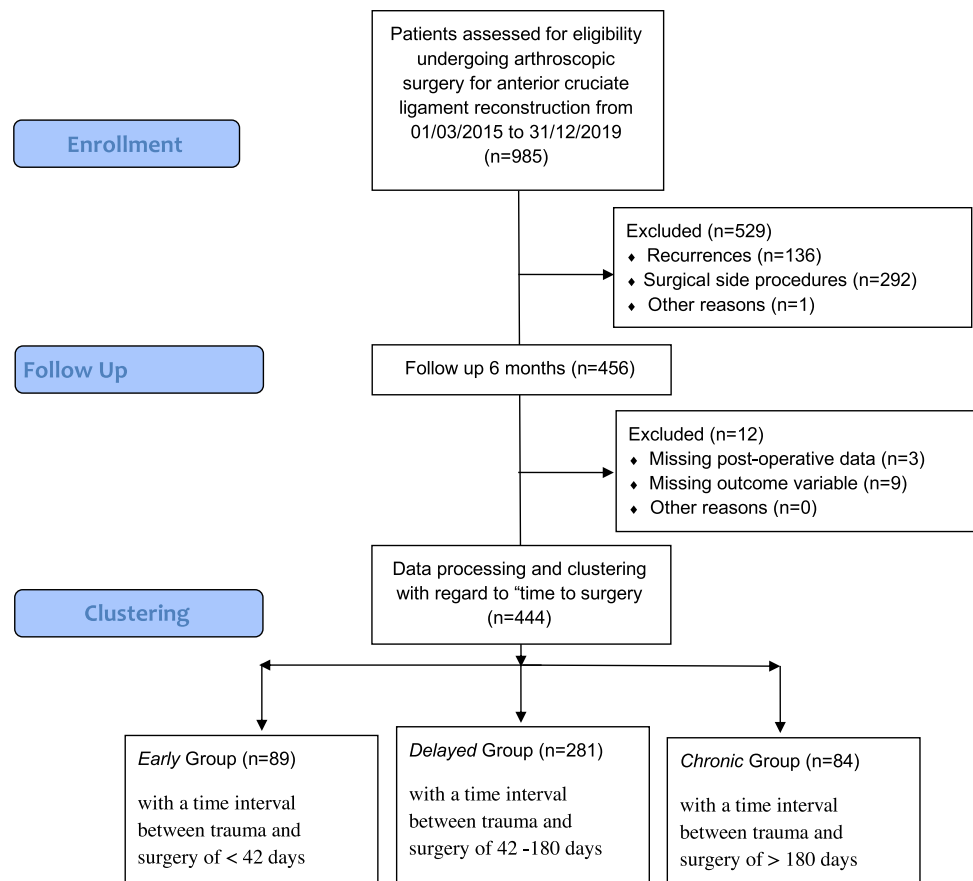 Patients assessed for eligibility
undergoing arthroscopic
surgery for anterior cruciate
ligament reconstruction from
01/03/2015 to 31/12/2019
(n=985)
Enrollment
Excluded (n=529)
♦ Recurrences (n=136)
♦ Surgical side procedures (n=292)
♦ Other reasons (n=1)
Follow Up
Follow up 6 months (n=456)
Excluded (n=12)
♦ Missing post-operative data (n=3)
♦ Missing outcome variable (n=9)
♦ Other reasons (n=0)
Clustering
Data processing and clustering
with regard to “time to surgery
(n=444)
Early Group (n=89)
with a time interval
between trauma and
surgery of < 42 days
Delayed Group (n=281)
with a time interval
between trauma and
surgery of 42 -180 days
Chronic Group (n=84)
with a time interval
between trauma and
surgery of > 180 days